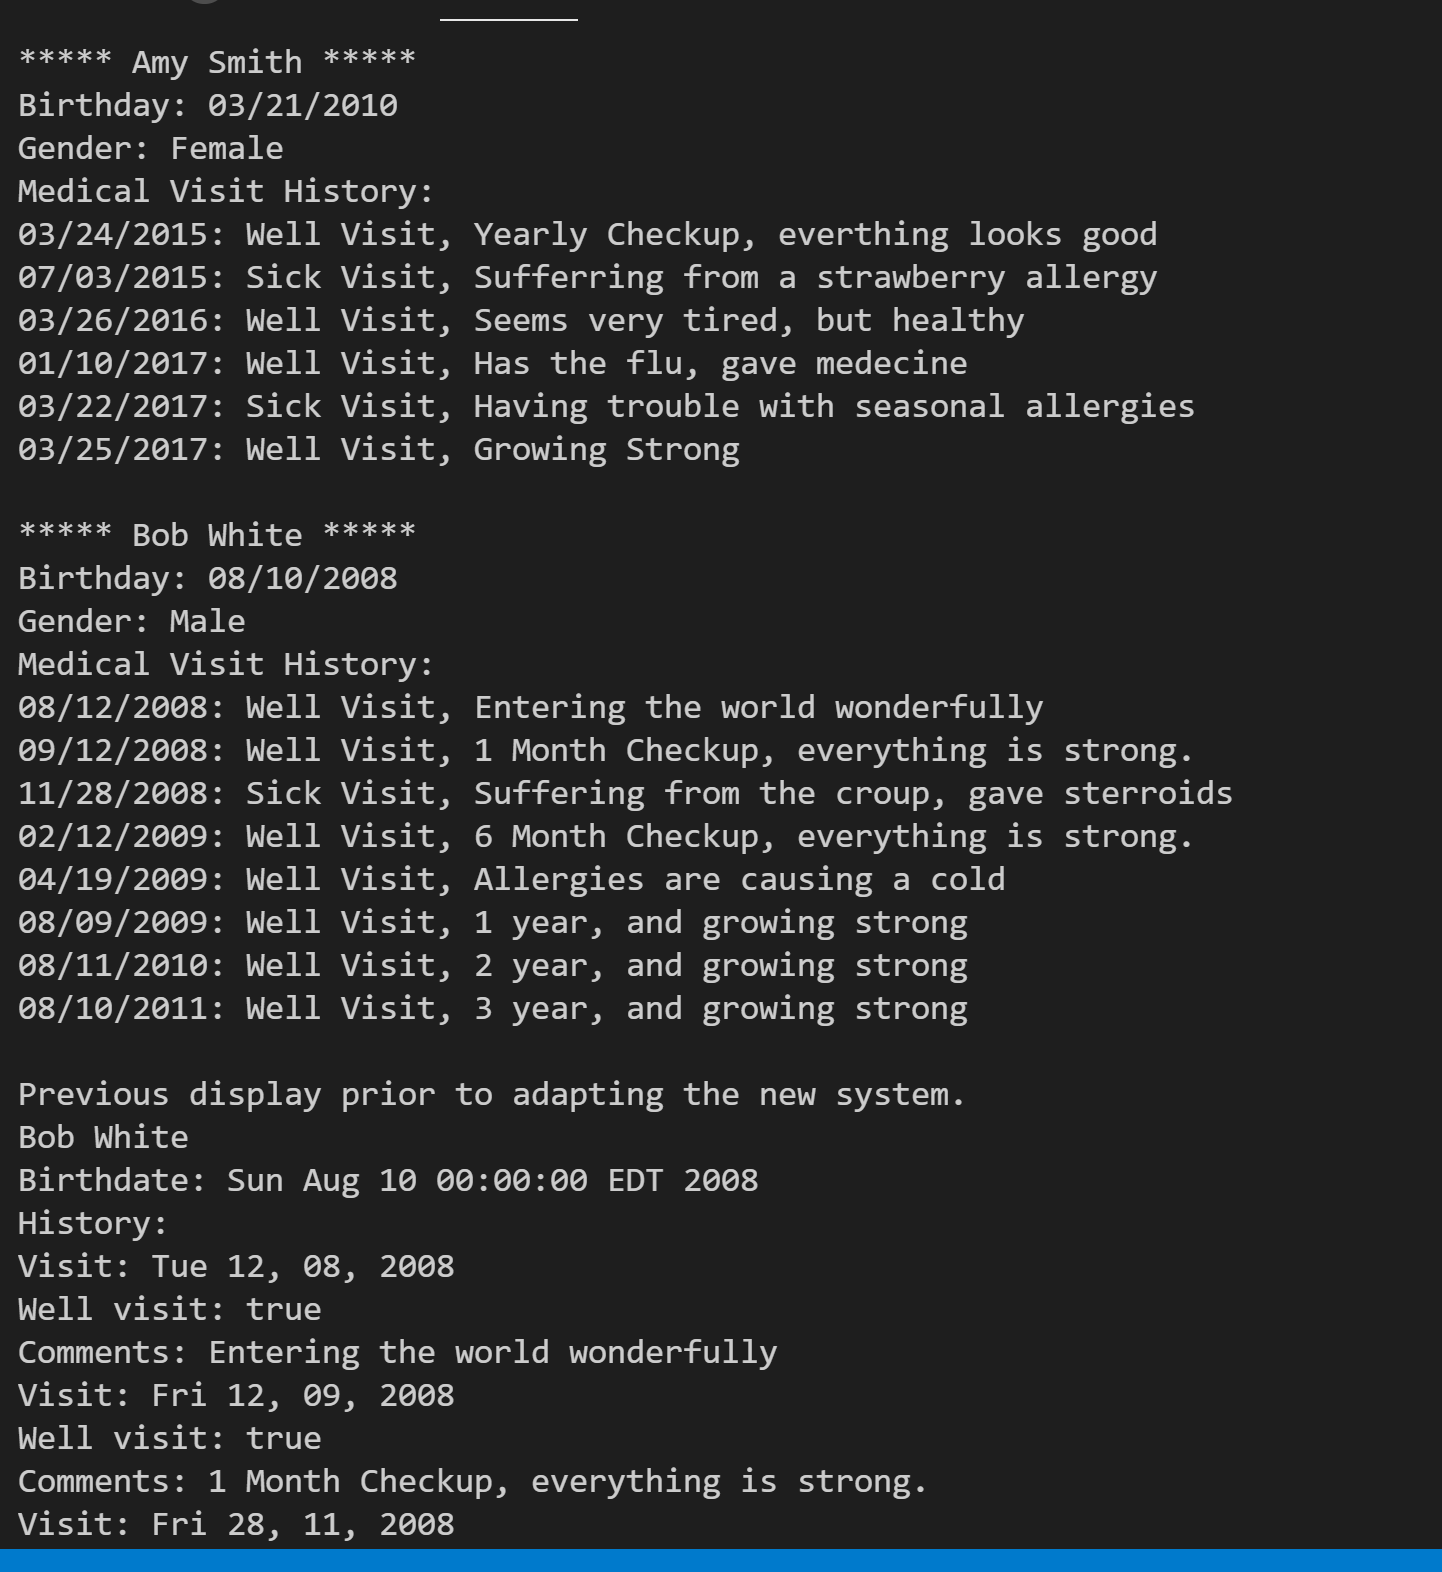 ***** Amy Smith *****
Birthday: 03/21/2010
Gender: Female
Medical Visit History:
03/24/2015: Well Visit, Yearly Checkup, everthing looks good
07/03/2015: Sick Visit, Sufferring from a strawberry allergy
03/26/2016: Well Visit, Seems very tired, but healthy
01/10/2017: Well Visit, Has the flu, gave medecine
03/22/2017: Sick Visit, Having trouble with seasonal allergies
03/25/2017: Well Visit, Growing Strong
***** Bob White *****
Birthday: 08/10/2008
Gender: Male
Medical Visit History:
08/12/2008: Well Visit, Entering the world wonderfully
09/12/2008: Well Visit, 1 Month Checkup, everything is strong.
11/28/2008: Sick Visit, Suffering from the croup, gave sterroids
02/12/2009: Well Visit, 6 Month Checkup, everything is strong.
04/19/2009: Well Visit, Allergies are causing a cold
08/09/2009: Well Visit, 1 year, and growing strong
08/11/2010: Well Visit, 2 year, and growing strong
08/10/2011: Well Visit, 3 year, and growing strong
Previous display prior to adapting the new system.
Bob White
Birthdate: Sun Aug 10 00:00:00 EDT 2008
History:
Visit: Tue 12, 08, 2008
Well visit: true
Comments: Entering the world wonderfully
Visit: Fri 12, 09, 2008
Well visit: true
Comments: 1 Month Checkup, everything is strong.
Visit: Fri 28, 11, 2008